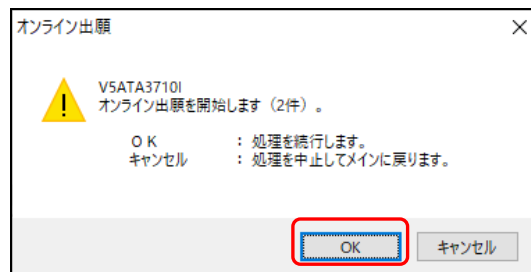 オンライン出願
V5ATA3710I
オンライン出願を開始します（2件）。
ＯＫ ： 処理を続行します。
キャンセル ： 処理を中止してメインに戻ります。
OK キャンセル